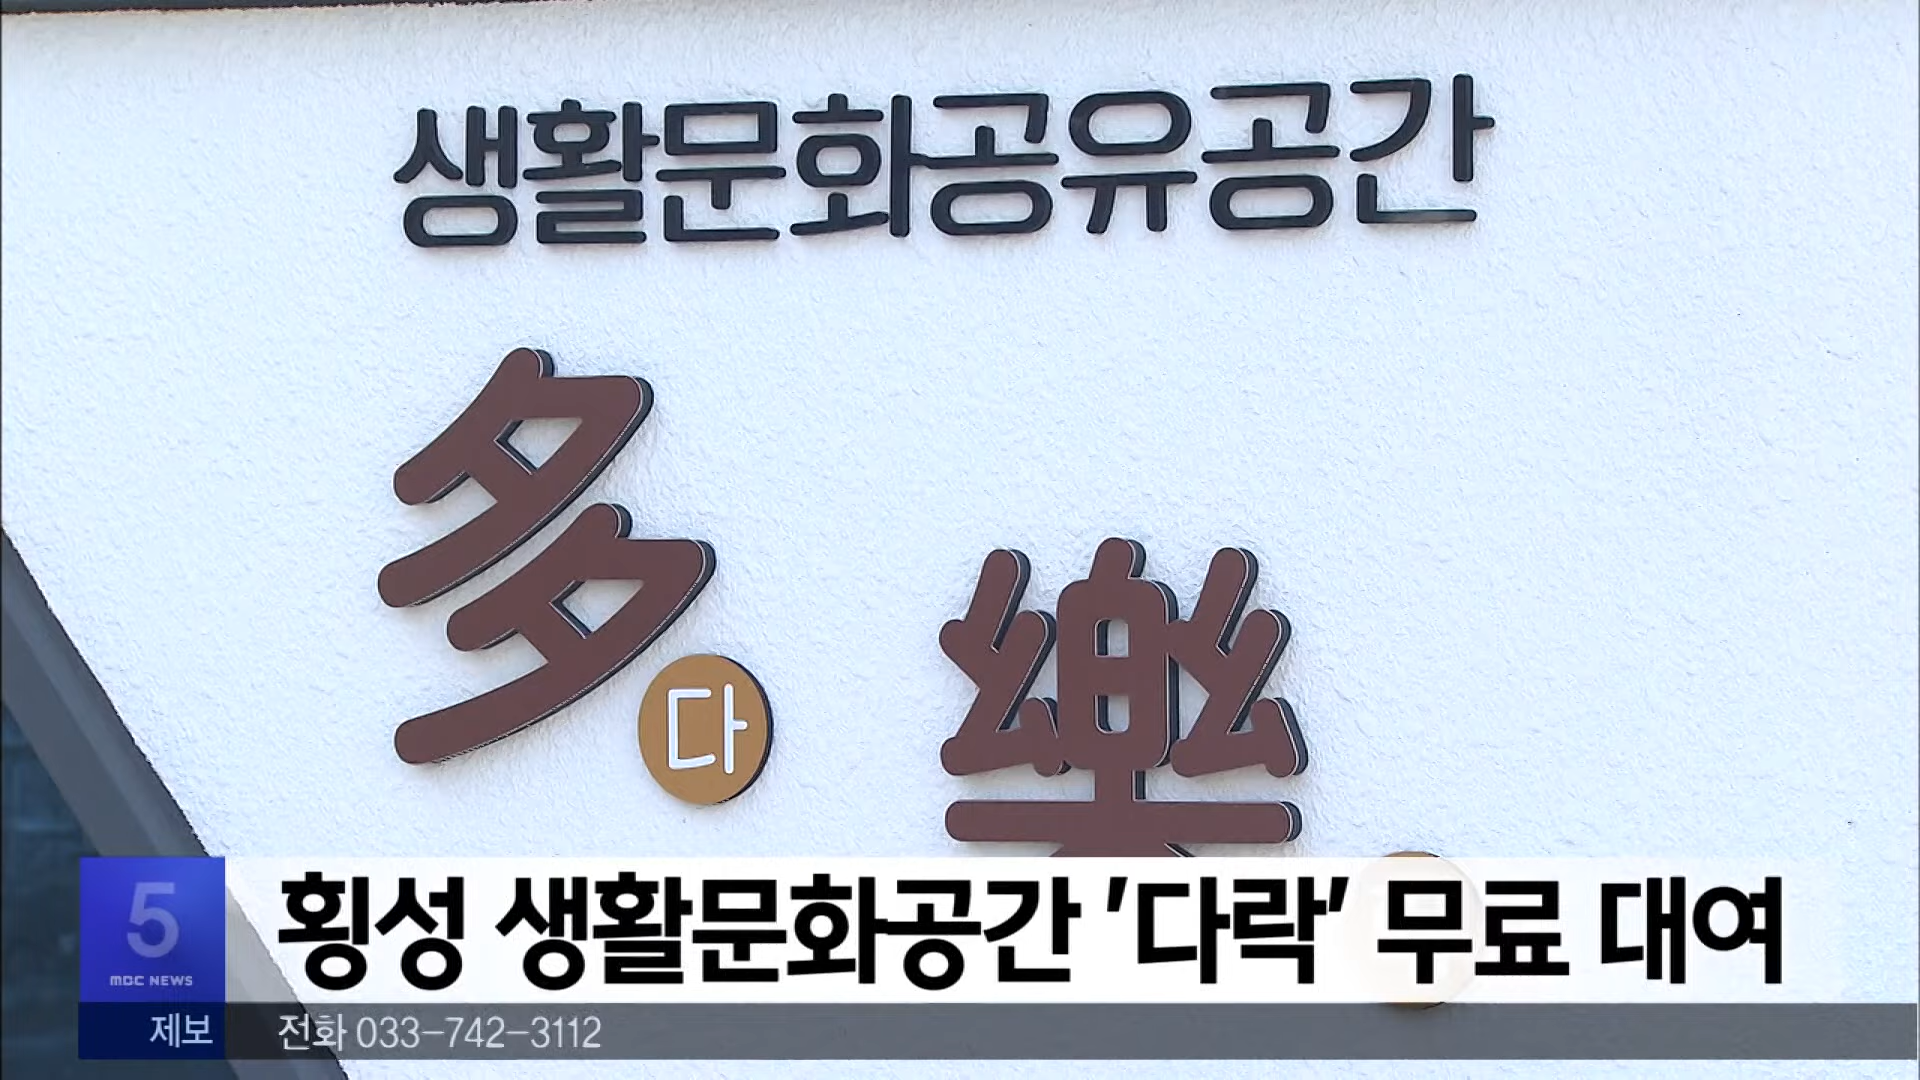 생활문화공유공간
多
다
樂
5
MBC NEWS
횡성 생활문화공간 '다락' 무료 대여
제보
전화 033-742-3112